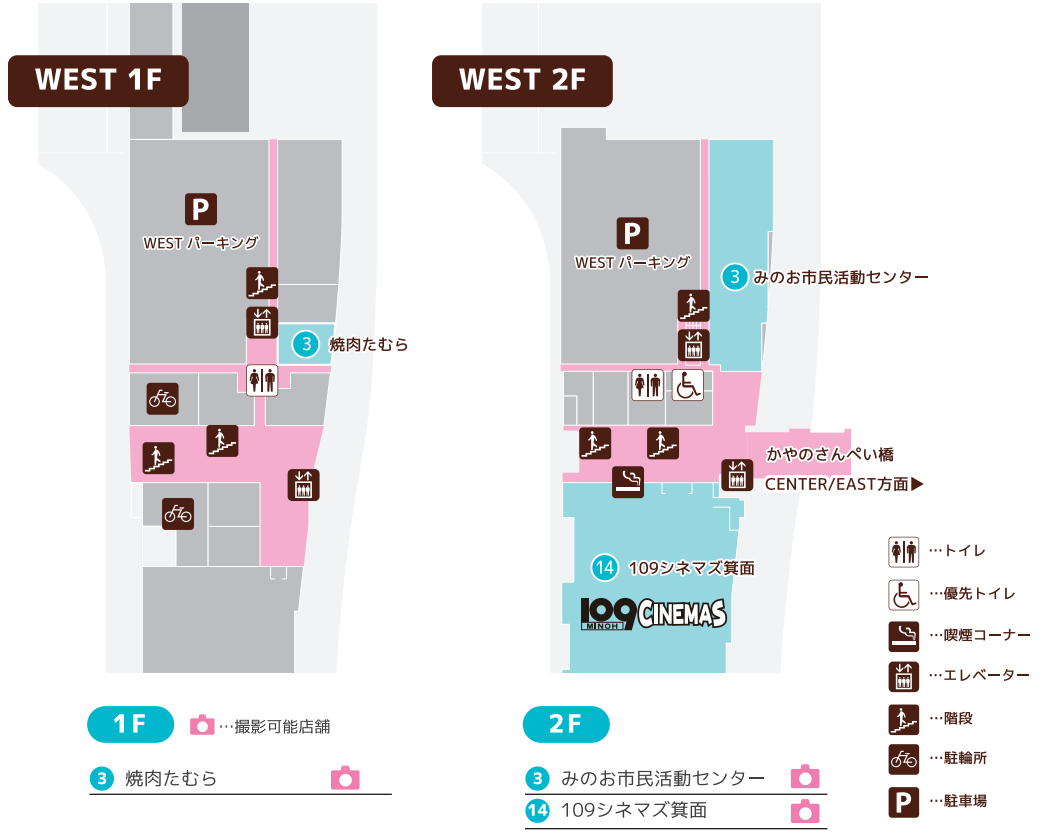 WEST 1F
WEST 2F
P
WEST パーキング
3 焼肉たむら
P
WEST パーキング
3 みのお市民活動センター
かやのさんぺい橋
CENTER/EAST方面▶
14 109シネマズ箕面
109 CINEMAS
MINOH
…トイレ
…優先トイレ
…喫煙コーナー
…エレベーター
…階段
…駐輪所
P …駐車場
1F
…撮影可能店舗
3 焼肉たむら
2F
3 みのお市民活動センター
14 109シネマズ箕面